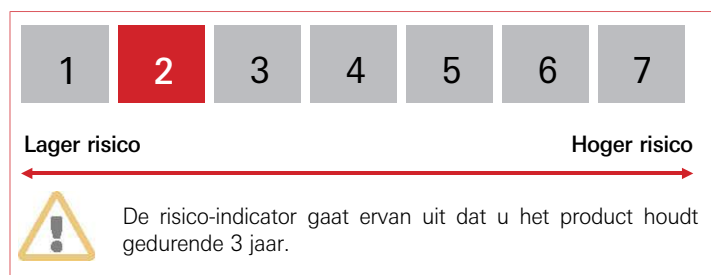 1 2 3 4 5 6 7
Lager risico Hoger risico
De risico-indicator gaat ervan uit dat u het product houdt
gedurende 3 jaar.